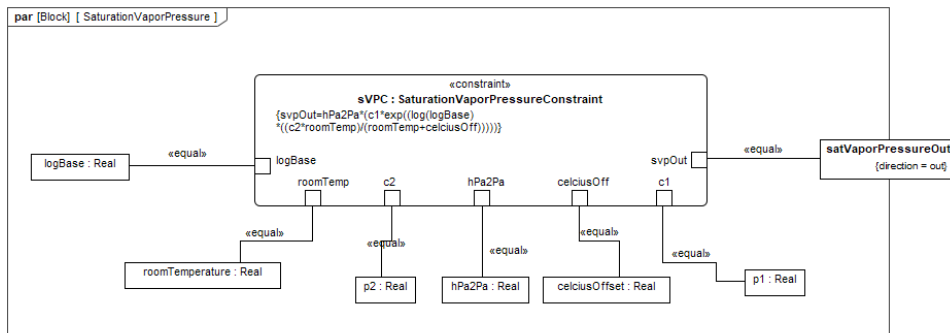 par [Block] [ SaturationVaporPressure ]
«constraint»
sVPC : SaturationVaporPressureConstraint
{svpOut=hPa2Pa*(c1*exp((log(logBase)
*((c2*roomTemp)/(roomTemp+celciusOff)))))}
logBase : Real
«equal»
logBase
svpOut
«equal»
satVaporPressureOut
{direction = out}
roomTemp
c2
hPa2Pa
celciusOff
c1
«equal»
«equal»
«equal»
«equal»
«equal»
roomTemperature : Real
p2 : Real
hPa2Pa : Real
celciusOffset : Real
p1 : Real